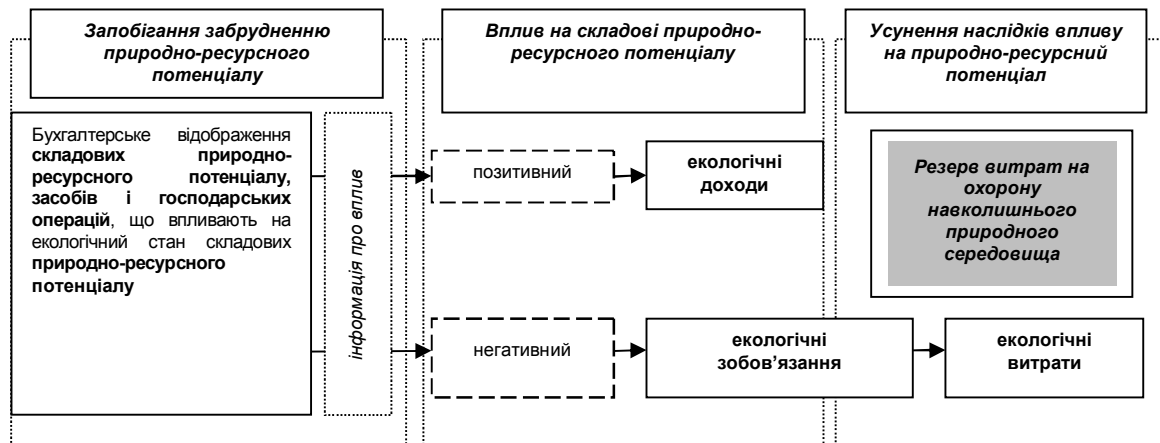 Запобігання забрудненню
природно-ресурсного
потенціалу
Вплив на складові природно-
ресурсного потенціалу
Усунення наслідків впливу
на природно-ресурсний
потенціал
Бухгалтерське відображення
складових природно-
ресурсного потенціалу,
засобів і господарських
операцій, що впливають на
екологічний стан складових
природно-ресурсного
потенціалу
інформація про вплив
позитивний
екологічні
доходи
Резерв витрат на
охорону
навколишнього
природного
середовища
негативний
екологічні
зобов’язання
екологічні
витрати